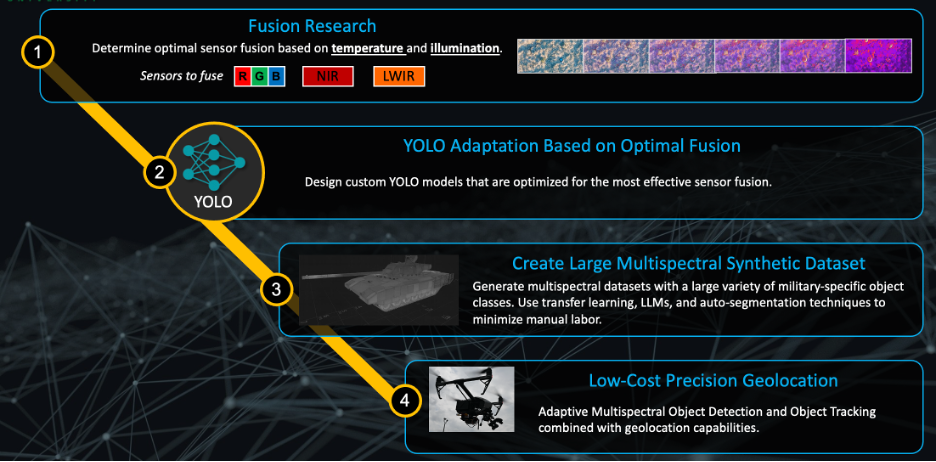 Fusion Research
1
Determine optimal sensor fusion based on temperature and illumination.
Sensors to fuse R G B NIR LWIR
YOLO Adaptation Based on Optimal Fusion
2
Design custom YOLO models that are optimized for the most effective sensor fusion.
YOLO
Create Large Multispectral Synthetic Dataset
3
Generate multispectral datasets with a large variety of military-specific object
classes. Use transfer learning, LLMs, and auto-segmentation techniques to
minimize manual labor.
Low-Cost Precision Geolocation
4
Adaptive Multispectral Object Detection and Object Tracking
combined with geolocation capabilities.